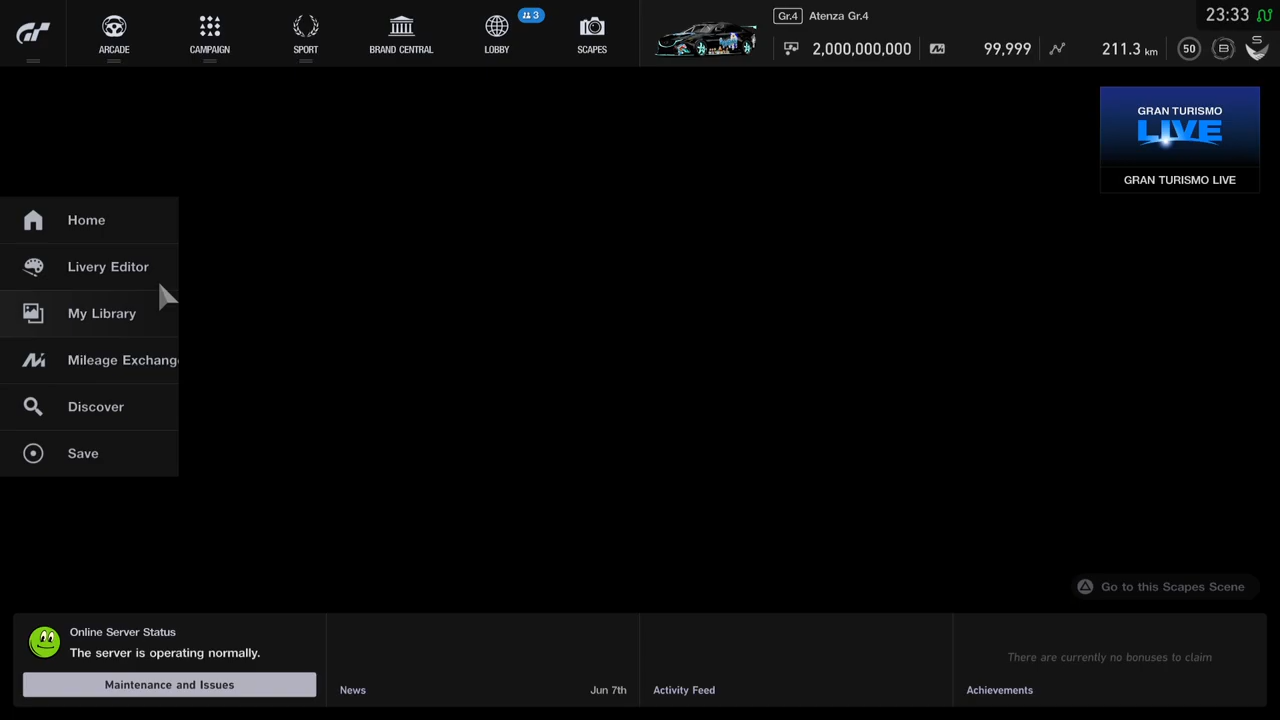 ARCADE
CAMPAIGN
SPORT
BRAND CENTRAL
3
LOBBY
SCAPES
Gr.4 Atenza Gr.4
2,000,000,000
99,999
211.3 km
23:33
50
B
S
GRAN TURISMO
LIVE
GRAN TURISMO LIVE
Home
Livery Editor
My Library
Mileage Exchange
Discover
Save
Go to this Scapes Scene
Online Server Status
The server is operating normally.
Maintenance and Issues
News Jun 7th
Activity Feed
There are currently no bonuses to claim
Achievements